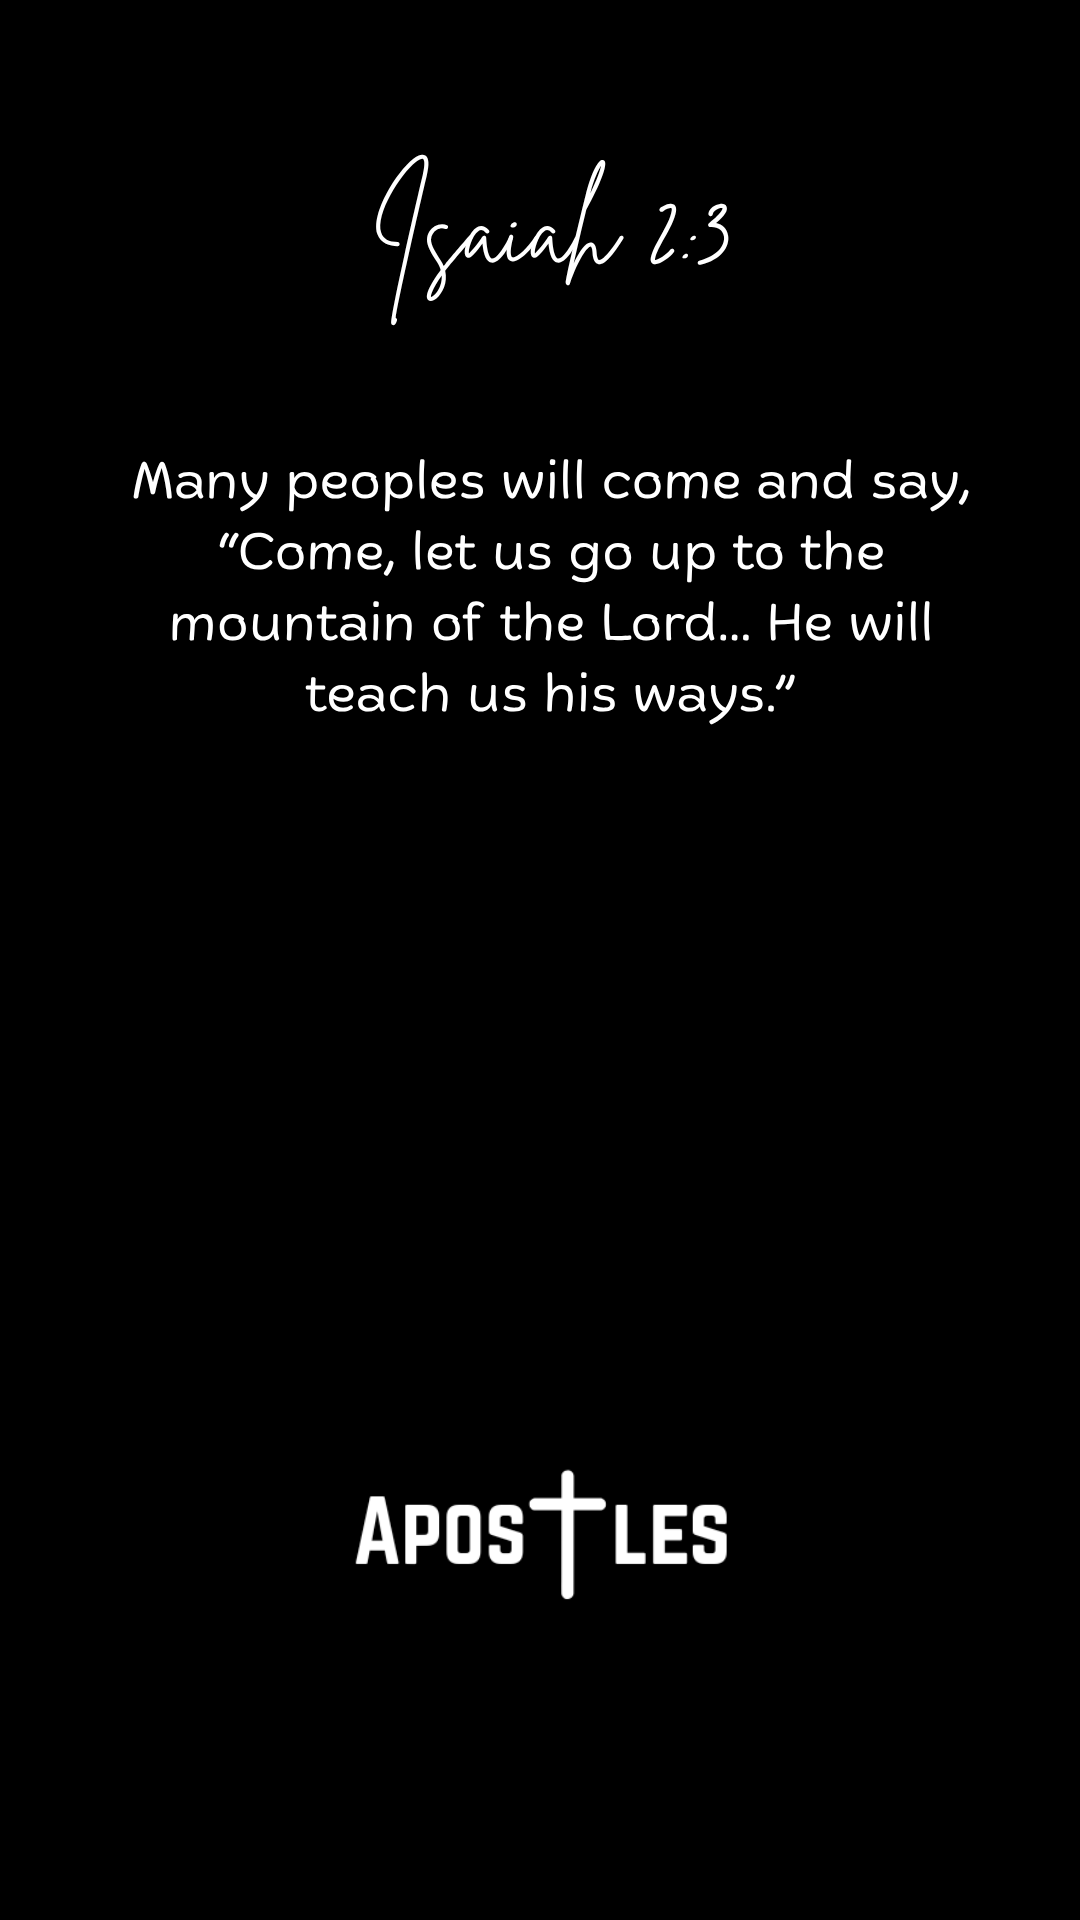 Isaiah 2:3
Many peoples will come and say,
“Come, let us go up to the
mountain of the Lord... He will
teach us his ways.”
APOSTLES